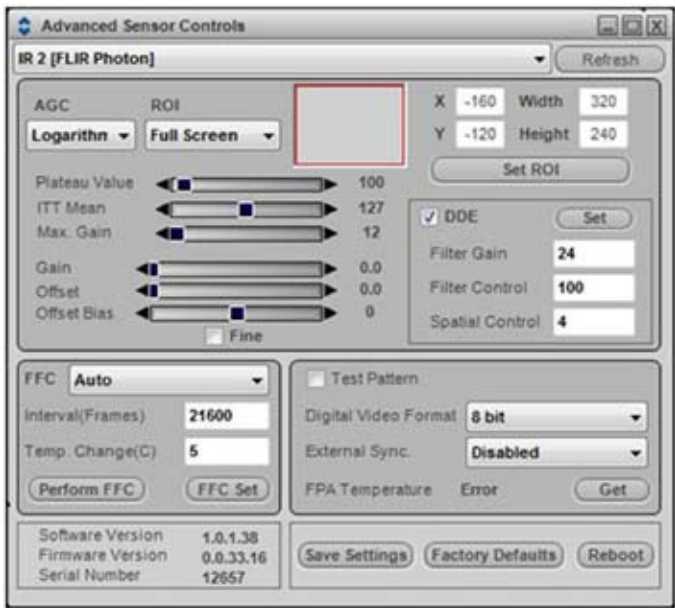 Advanced Sensor Controls
IR 2 [FLIR Photon] Refresh
AGC ROI X -160 Width 320
Logarithn Full Screen Y -120 Height 240
Set ROI
Plateau Value 100
ITT Mean 127
Max. Gain 12
Gain 0.0
Offset 0.0
Offset Bias 0
Fine
DDE Set
Filter Gain 24
Filter Control 100
Spatial Control 4
FFC Auto
Interval(Frames) 21600
Temp. Change(C) 5
Perform FFC FFC Set
Test Pattern
Digital Video Format 8 bit
External Sync. Disabled
FPA Temperature Error Get
Software Version 1.0.1.38
Firmware Version 0.0.33.16
Serial Number 12657
Save Settings Factory Defaults Reboot